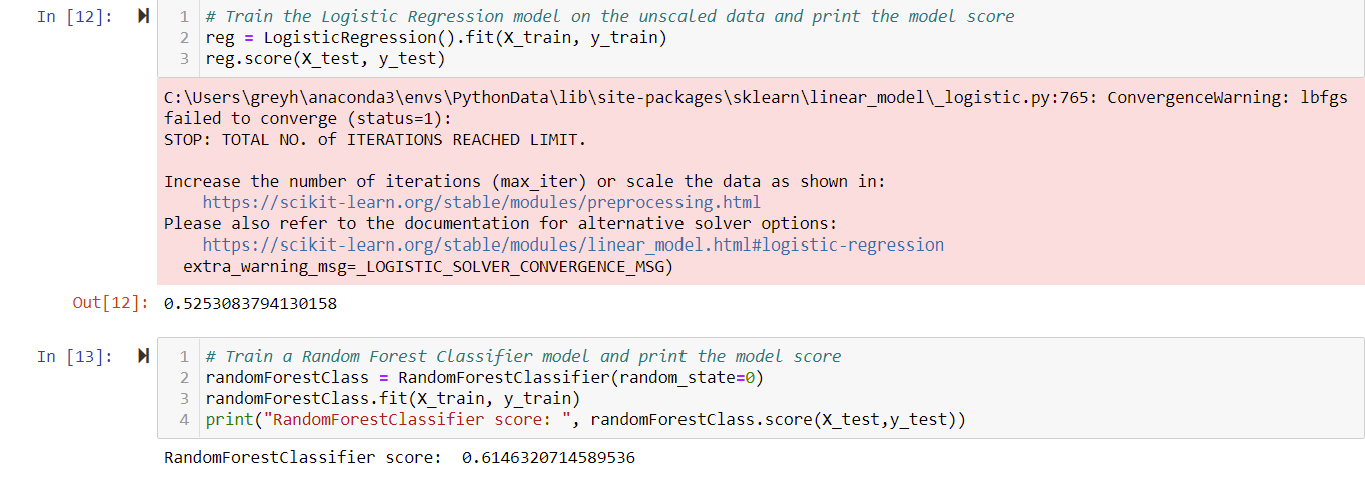 In [12]:
1 # Train the Logistic Regression model on the unscaled data and print the model score
2 reg = LogisticRegression().fit(X_train, y_train)
3 reg.score(X_test, y_test)
C:\Users\greyh\anaconda3\envs\PythonData\lib\site-packages\sklearn\linear_model\_logistic.py:765: ConvergenceWarning: lbfgs
failed to converge (status=1):
STOP: TOTAL NO. of ITERATIONS REACHED LIMIT.
Increase the number of iterations (max_iter) or scale the data as shown in:
https://scikit-learn.org/stable/modules/preprocessing.html
Please also refer to the documentation for alternative solver options:
https://scikit-learn.org/stable/modules/linear_model.html#logistic-regression
extra_warning_msg=_LOGISTIC_SOLVER_CONVERGENCE_MSG)
Out[12]: 0.5253083794130158
In [13]:
1 # Train a Random Forest Classifier model and print the model score
2 randomForestClass = RandomForestClassifier(random_state=0)
3 randomForestClass.fit(X_train, y_train)
4 print("RandomForestClassifier score: ", randomForestClass.score(X_test,y_test))
RandomForestClassifier score:  0.6146320714589536